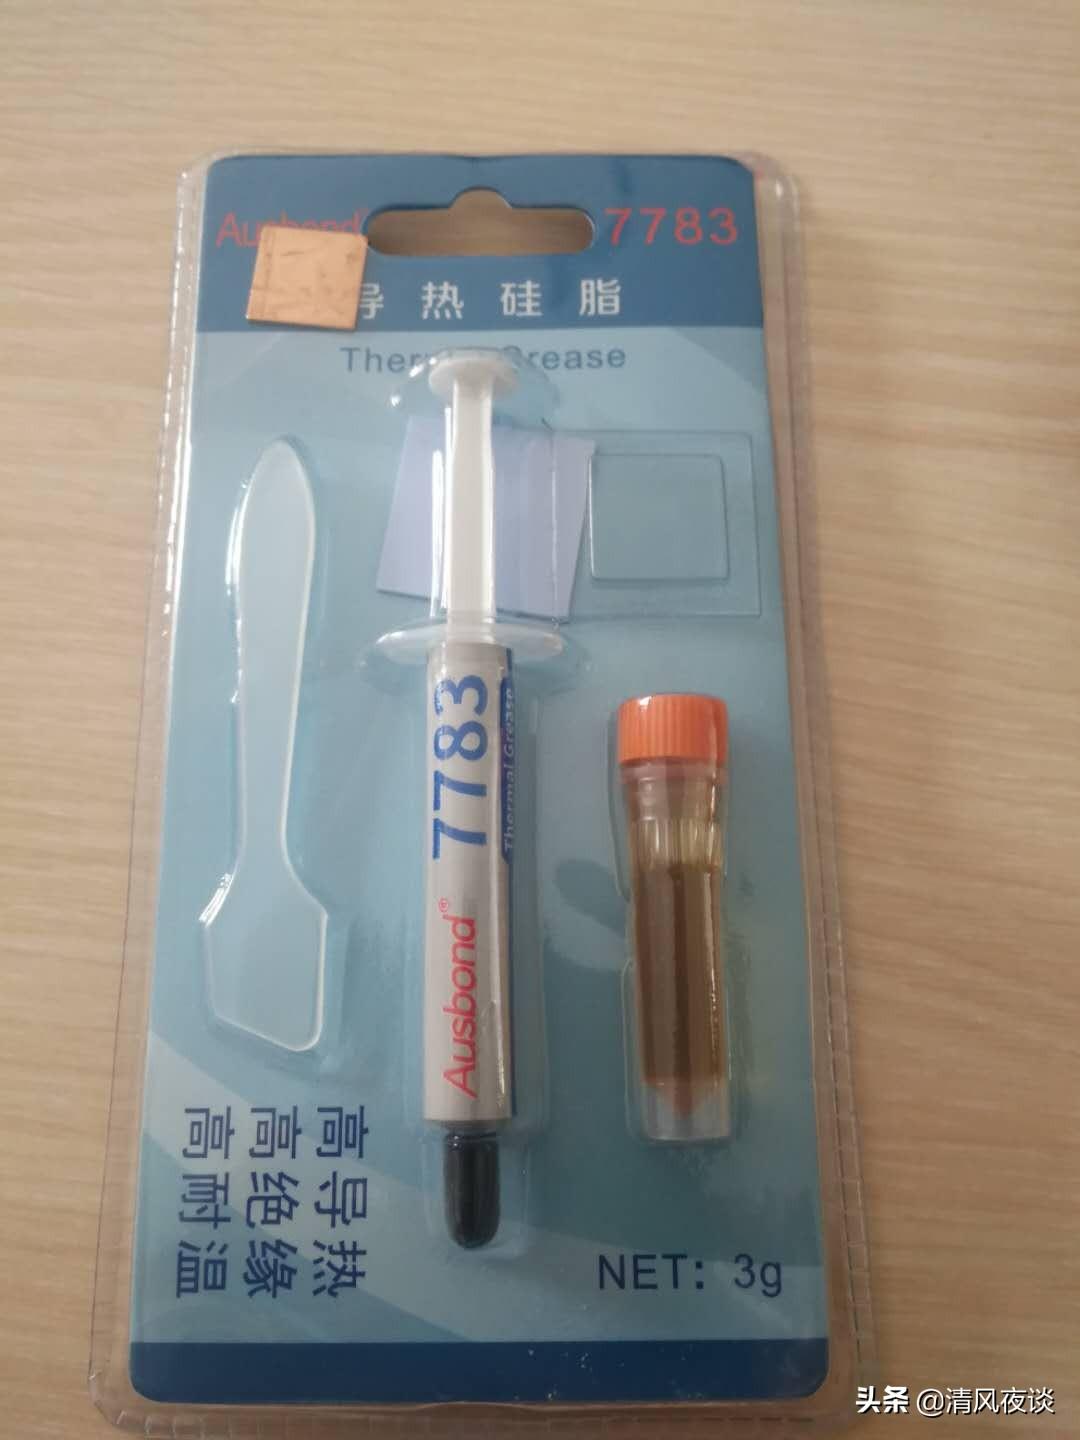 7783
导热硅脂
Thermal Grease
7783
Thermal Grease
Ausbond®
高导热
高绝缘
高耐温
NET: 3g
头条 @清风夜谈